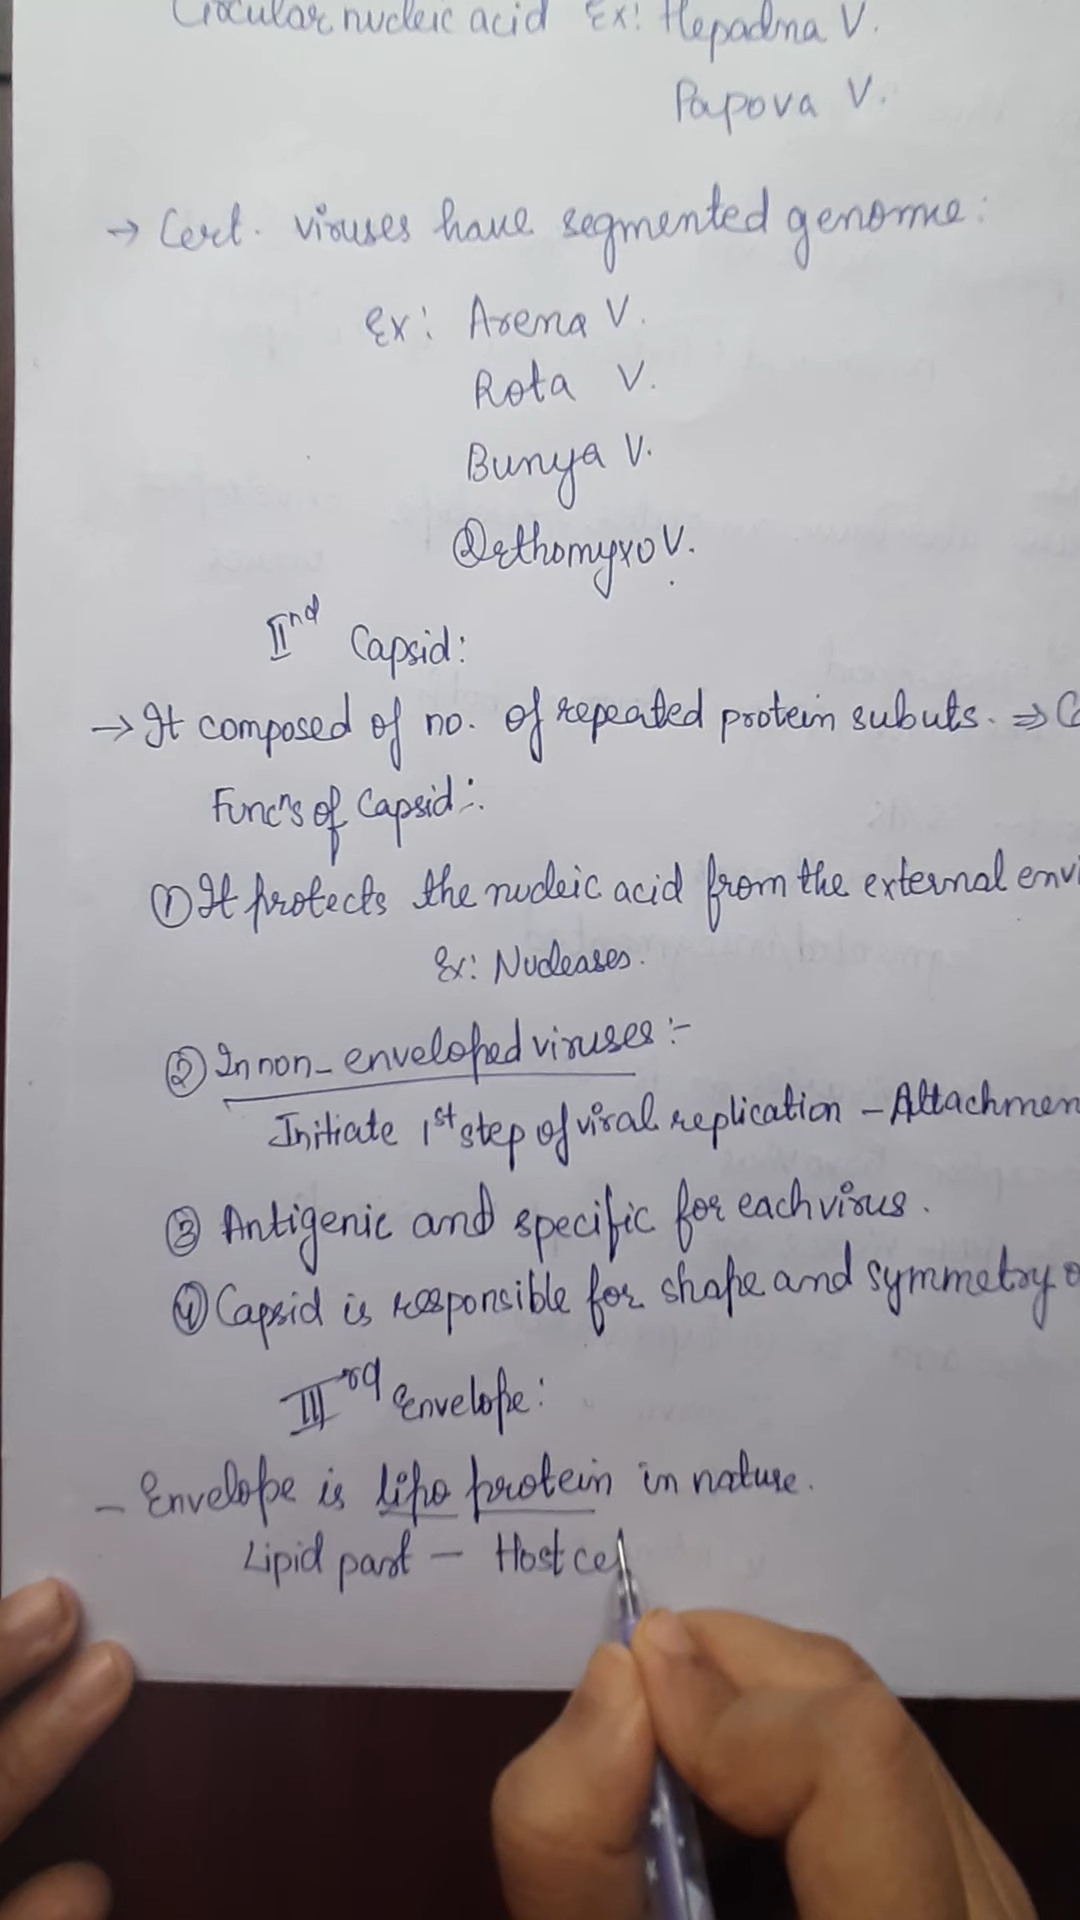 Circular nucleic acid Ex: Hepadna V.
Papova V.
→ Cert. viruses have segmented genome:
Ex: Arena V.
Rota V.
Bunya V.
Orthomyxo V.
IInd Capsid:
→ It composed of no. of repeated protein subuts. ⇒ C
Func'ns of Capsid:
① It protects the nucleic acid from the external envi
Ex: Nucleases.
② In non-enveloped viruses:-
Initiate 1st step of viral replication - Attachmen
③ Antigenic and specific for each virus.
④ Capsid is responsible for shape and symmetry o
IIIrd Envelope:
- Envelope is lipo protein in nature.
Lipid part - Host cel